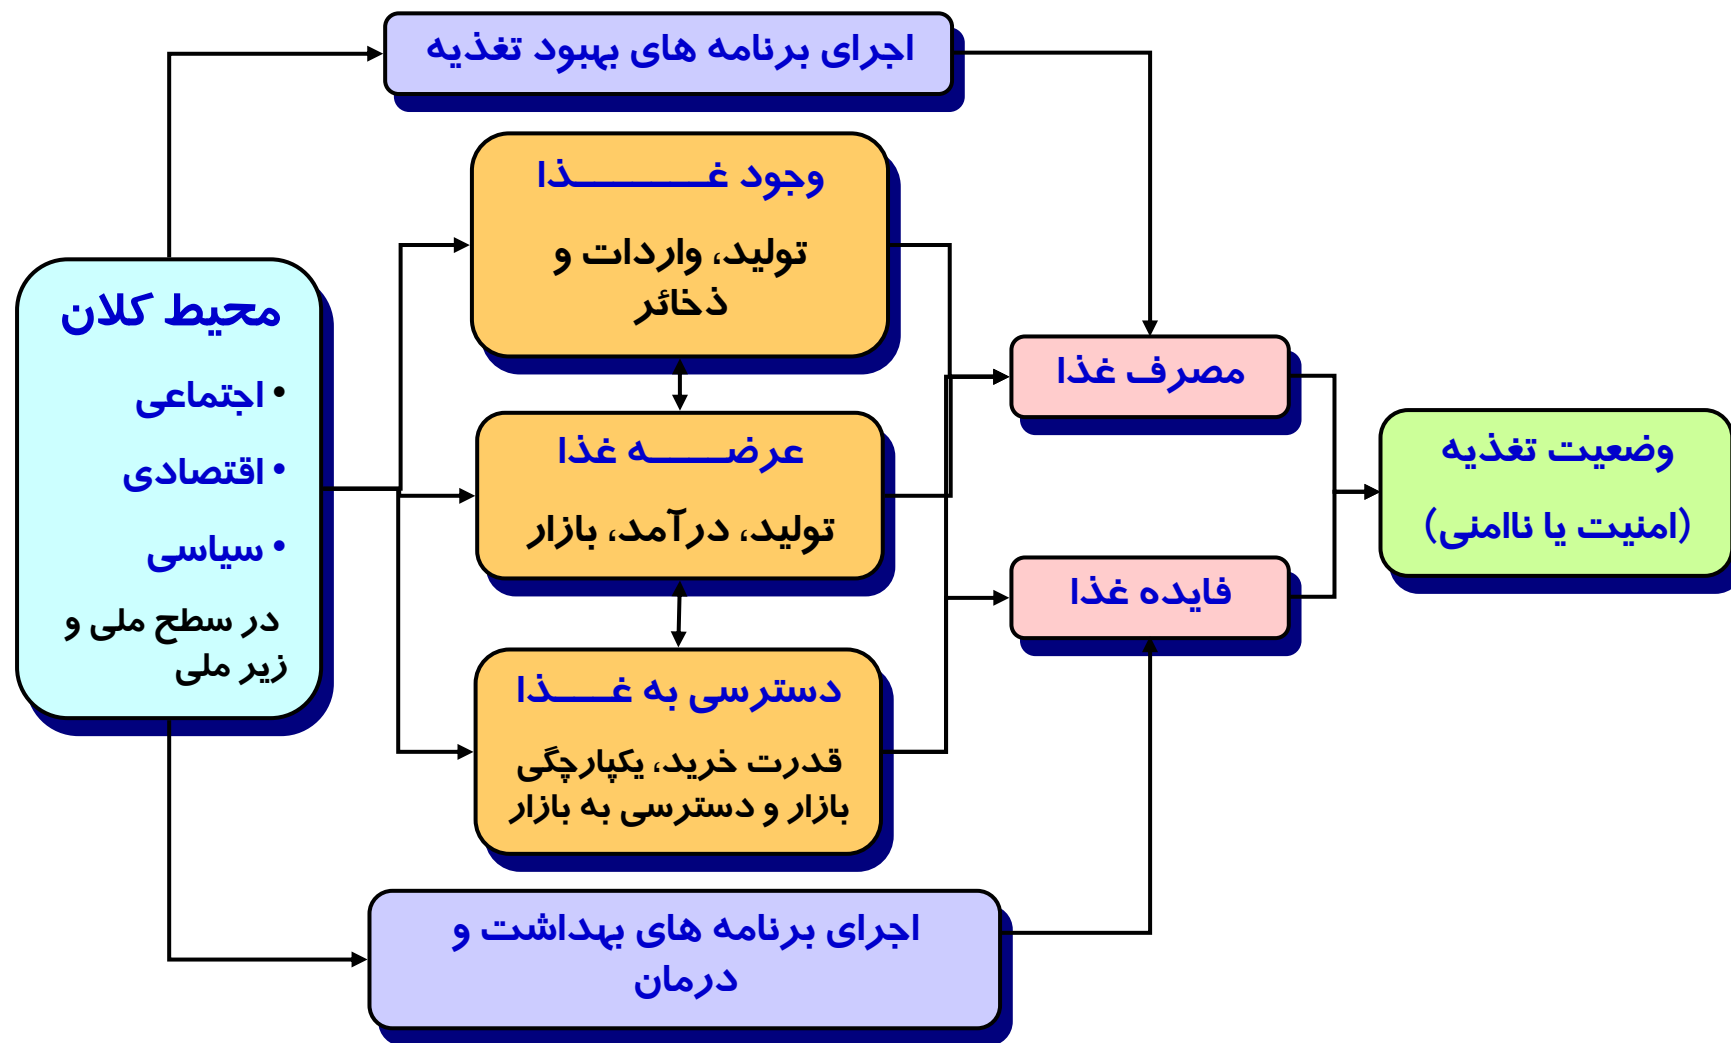 اجرای برنامه های بهبود تغذیه
وجود غـــــــذا
تولید، واردات و
ذخائر
محیط کلان
• اجتماعی
• اقتصادی
• سیاسی
در سطح ملی و
زیر ملی
عرضــــه غذا
تولید، درآمد، بازار
دسترسی به غـــذا
قدرت خرید، یکپارچگی
بازار و دسترسی به بازار
مصرف غذا
فایده غذا
وضعیت تغذیه
(امنیت یا ناامنی)
اجرای برنامه های بهداشت و
درمان